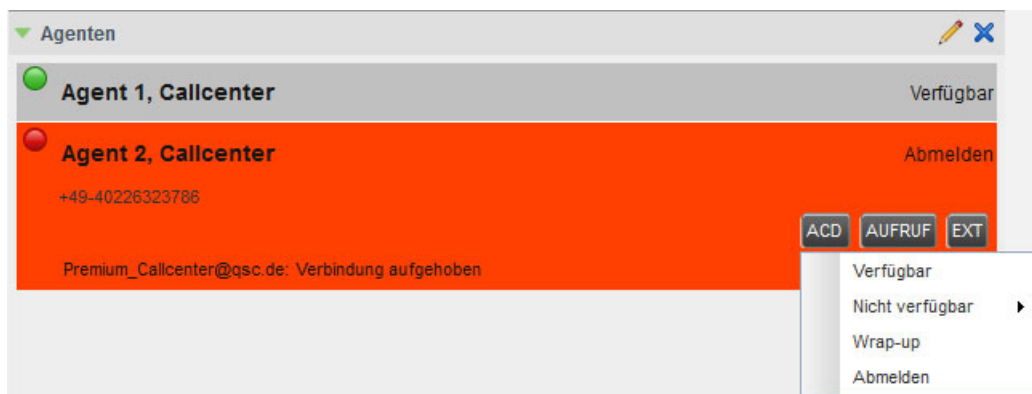 Agenten
Agent 1, Callcenter Verfügbar
Agent 2, Callcenter Abmelden
+49-40226323786
ACD AUFRUF EXT
Premium_Callcenter@qsc.de: Verbindung aufgehoben
Verfügbar
Nicht verfügbar
Wrap-up
Abmelden